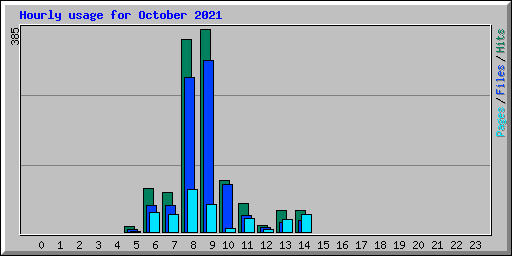 Hourly usage for October 2021
385
Pages / Files / Hits
0 1 2 3 4 5 6 7 8 9 10 11 12 13 14 15 16 17 18 19 20 21 22 23